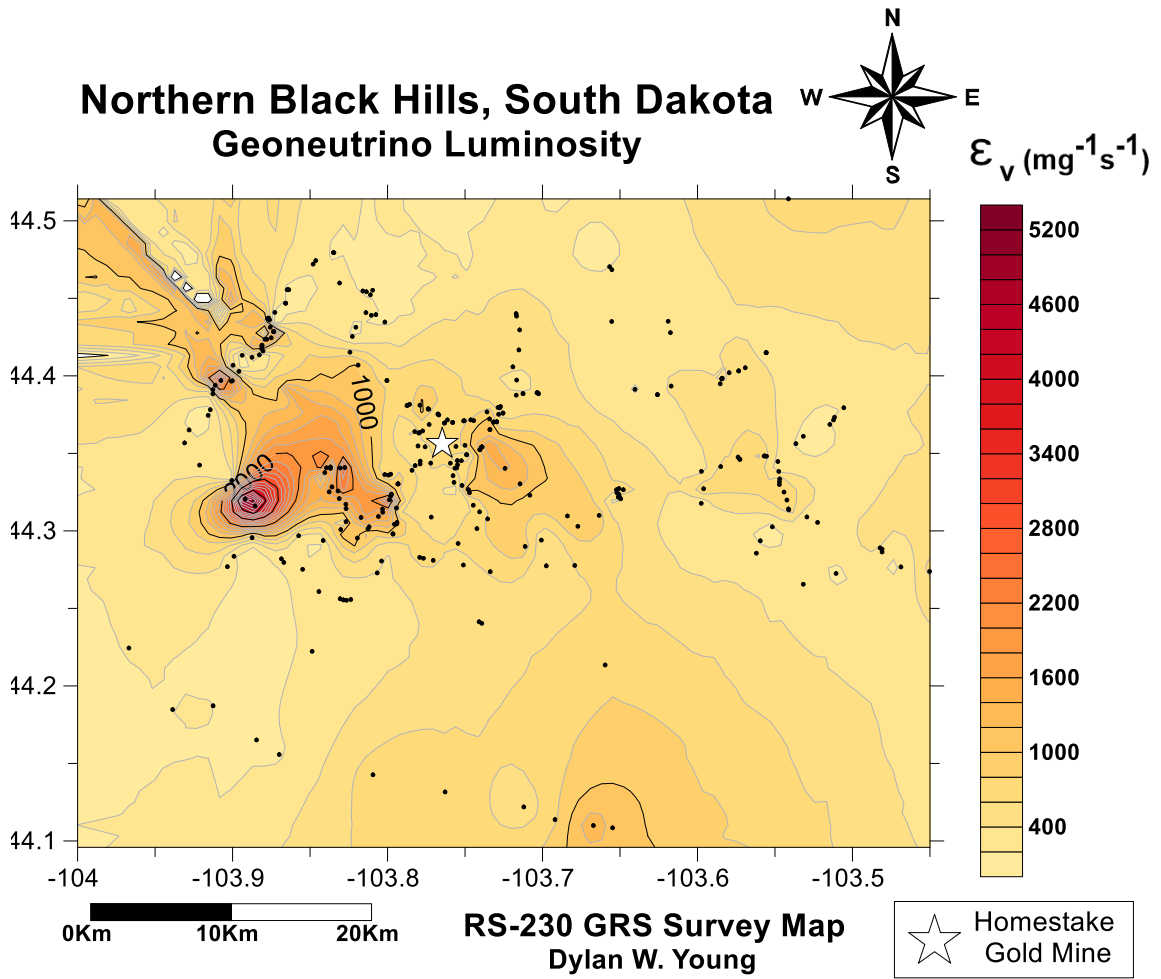 N
W E
S
Northern Black Hills, South Dakota
Geoneutrino Luminosity
εv (mg-1s-1)
44.5
44.4
44.3
44.2
44.1
-104 -103.9 -103.8 -103.7 -103.6 -103.5
1000
5200
4600
4000
3400
2800
2200
1600
1000
400
0Km 10Km 20Km
RS-230 GRS Survey Map
Dylan W. Young
Homestake
Gold Mine